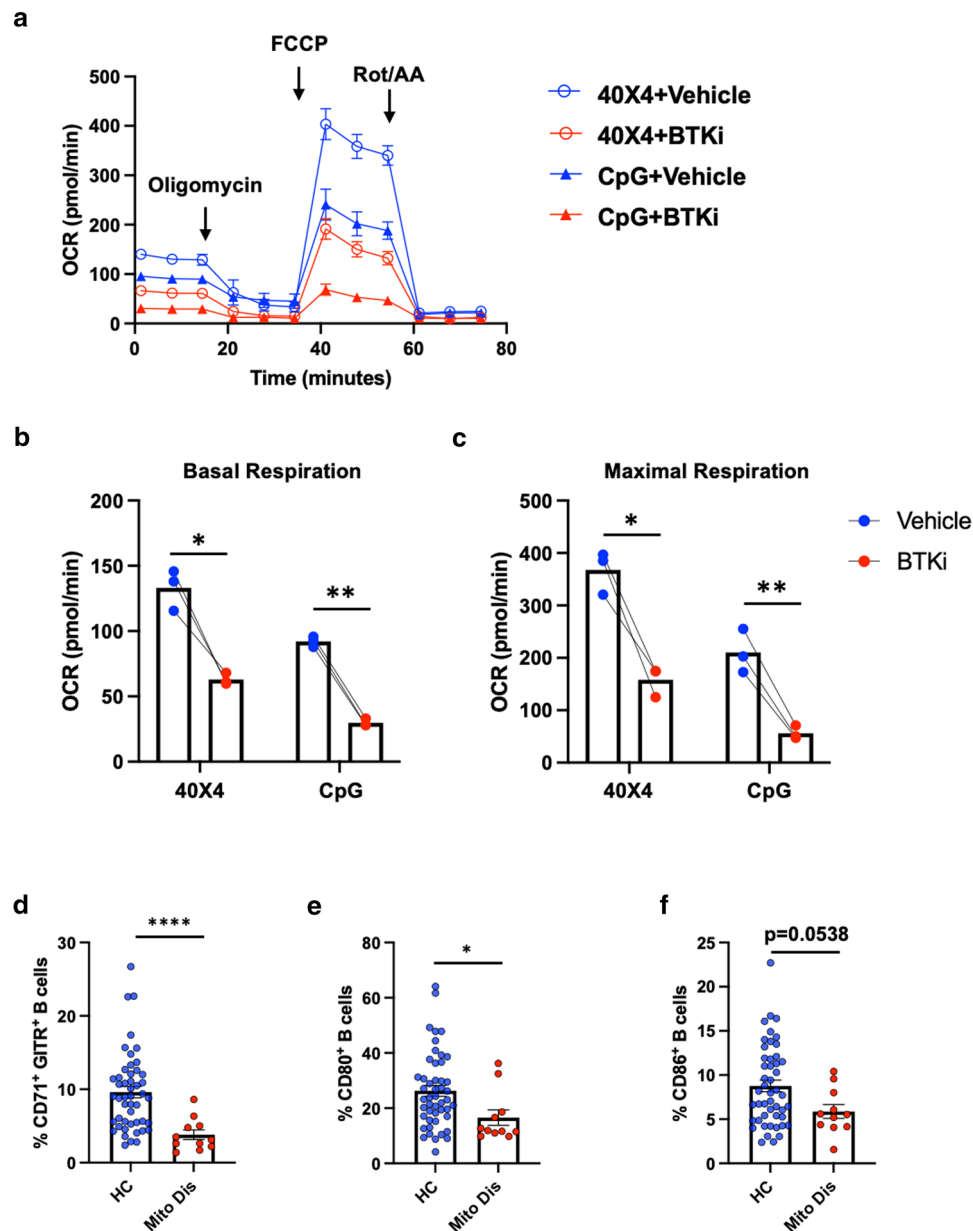 a
FCCP
Rot/AA
Oligomycin
OCR (pmol/min)
500
400
300
200
100
0
0 20 40 60 80
Time (minutes)
40X4+Vehicle
40X4+BTKi
CpG+Vehicle
CpG+BTKi
b
Basal Respiration
OCR (pmol/min)
200
150
100
50
0
*
**
40X4 CpG
c
Maximal Respiration
OCR (pmol/min)
500
400
300
200
100
0
*
**
40X4 CpG
Vehicle
BTKi
d
****
% CD71+ GITR+ B cells
30
20
10
0
HC
Mito Dis
e
*
% CD80+ B cells
80
60
40
20
0
HC
Mito Dis
f
p=0.0538
% CD86+ B cells
25
20
15
10
5
0
HC
Mito Dis